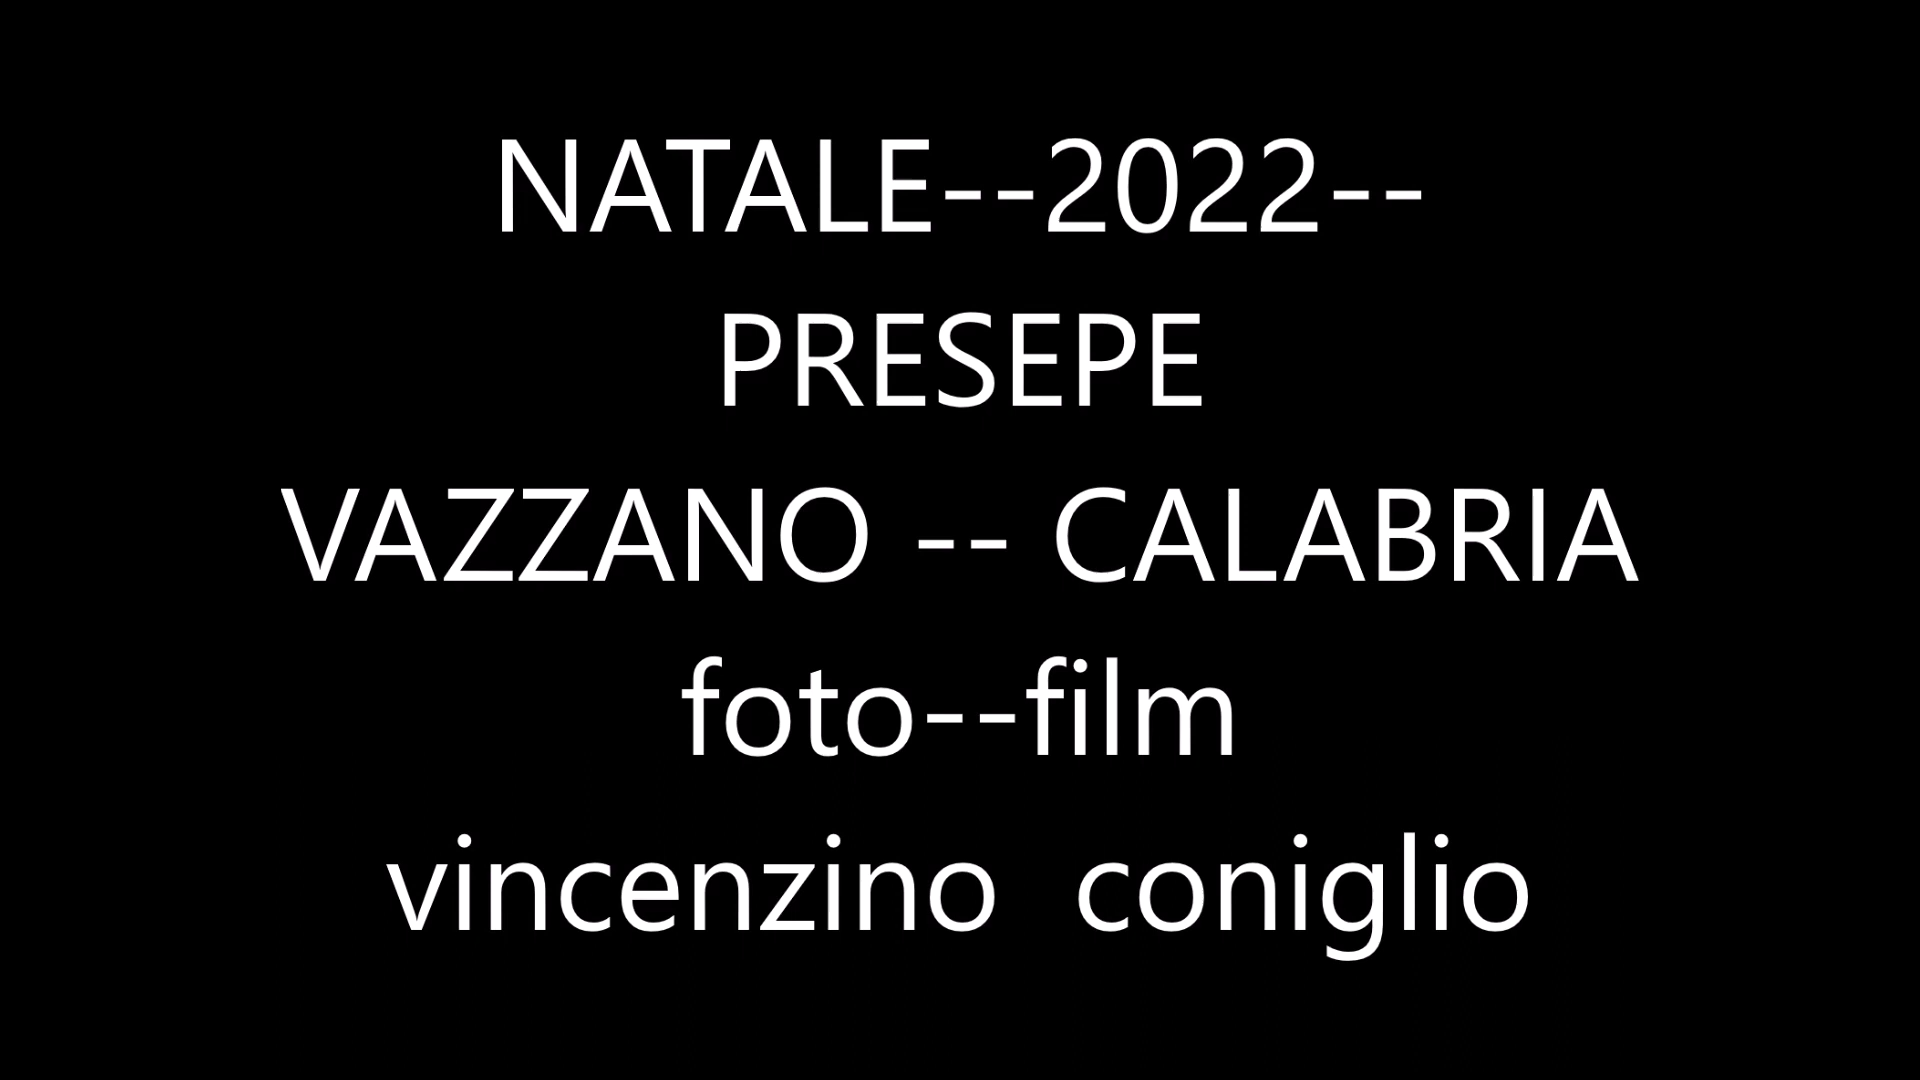 NATALE--2022--
PRESEPE
VAZZANO -- CALABRIA
foto--film
vincenzino  coniglio